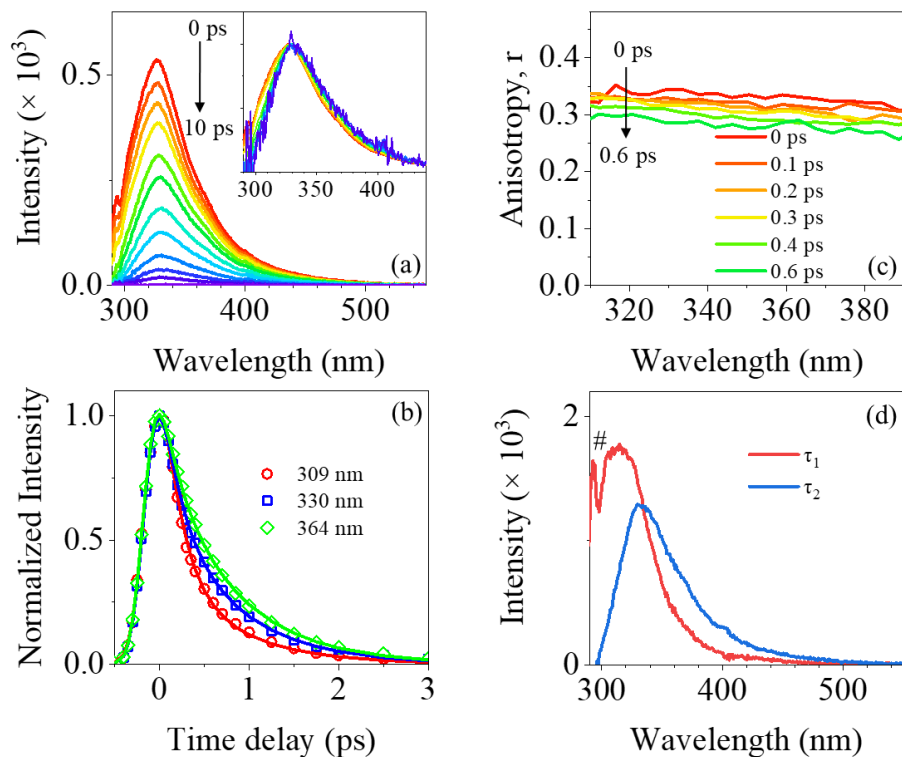 Intensity (× 10³)
0.5
0.0
0 ps
10 ps
300 350 400
(a)
300 400 500
Wavelength (nm)
Anisotropy, r
0.4
0.3
0.2
0.1
0.0
0 ps
0.6 ps
0 ps
0.1 ps
0.2 ps
0.3 ps
0.4 ps
0.6 ps
(c)
320 340 360 380
Wavelength (nm)
Normalized Intensity
1.0
0.5
0.0
(b)
309 nm
330 nm
364 nm
0 1 2 3
Time delay (ps)
Intensity (× 10³)
2
0
#
τ₁
τ₂
(d)
300 400 500
Wavelength (nm)